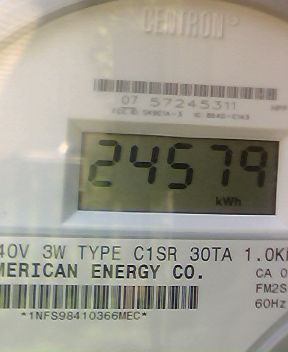 CENTRON®
07 57245311
24579
kWh
40V 3W TYPE C1SR 30TA 1.0K
MERICAN ENERGY CO.
CA 0
FM2S
60Hz
*1NFS98410366MEC*